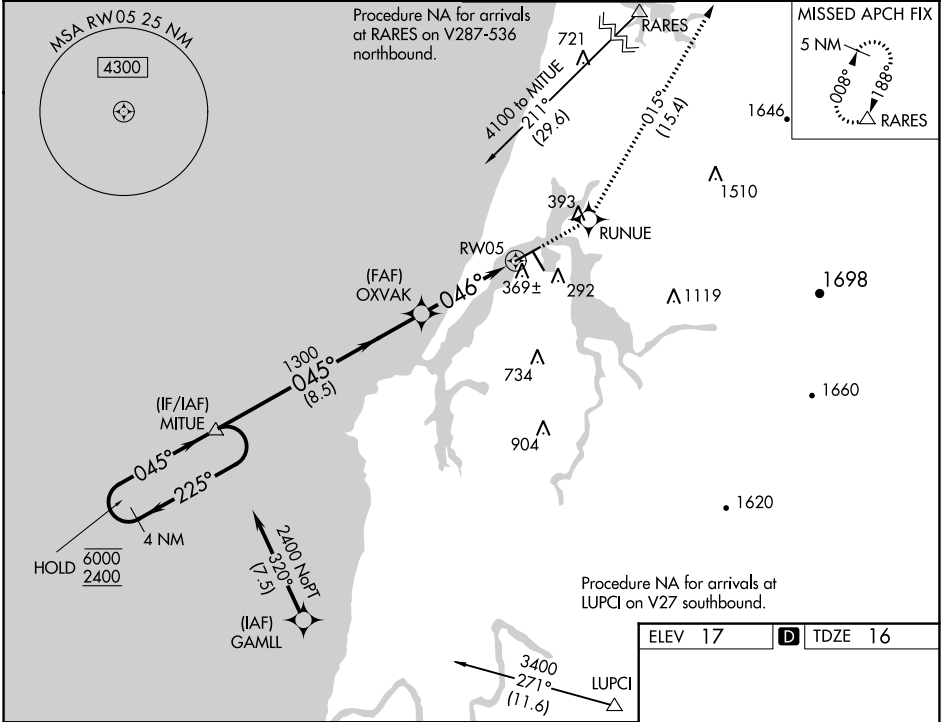 MSA RW05 25 NM
4300
Procedure NA for arrivals
at RARES on V287-536
northbound.
721
RARES
4100 to MITUE
211°
(29.6)
015°
(15.4)
MISSED APCH FIX
5 NM
008°
188°
RARES
1646
1510
393
RUNUE
RW05
369±
292
1119
1698
(FAF)
OXVAK
046°
1300
045°
(8.5)
734
1660
(IF/IAF)
MITUE
904
045°
225°
4 NM
HOLD
6000
2400
1620
2400 NoPT
320°
(7.5)
(IAF)
GAMLL
Procedure NA for arrivals at
LUPCI on V27 southbound.
3400
271°
(11.6)
LUPCI
ELEV 17
D
TDZE 16